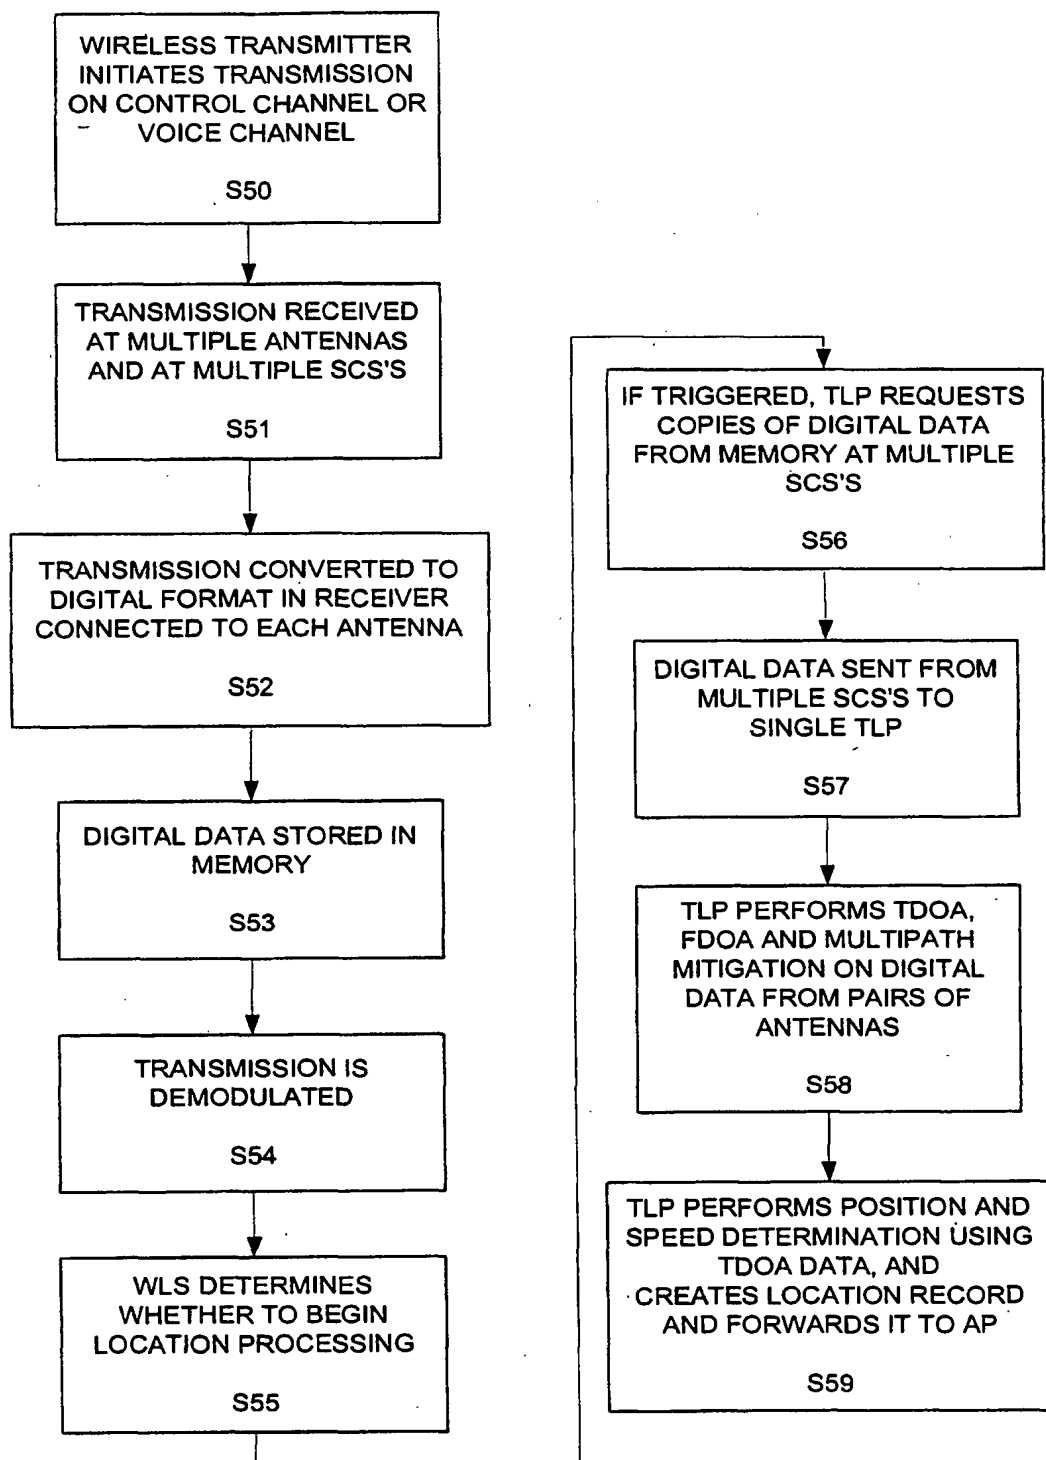 WIRELESS TRANSMITTER
INITIATES TRANSMISSION
ON CONTROL CHANNEL OR
VOICE CHANNEL
S50
TRANSMISSION RECEIVED
AT MULTIPLE ANTENNAS
AND AT MULTIPLE SCS'S
S51
TRANSMISSION CONVERTED TO
DIGITAL FORMAT IN RECEIVER
CONNECTED TO EACH ANTENNA
S52
DIGITAL DATA STORED IN
MEMORY
S53
TRANSMISSION IS
DEMODULATED
S54
WLS DETERMINES
WHETHER TO BEGIN
LOCATION PROCESSING
S55
IF TRIGGERED, TLP REQUESTS
COPIES OF DIGITAL DATA
FROM MEMORY AT MULTIPLE
SCS'S
S56
DIGITAL DATA SENT FROM
MULTIPLE SCS'S TO
SINGLE TLP
S57
TLP PERFORMS TDOA,
FDOA AND MULTIPATH
MITIGATION ON DIGITAL
DATA FROM PAIRS OF
ANTENNAS
S58
TLP PERFORMS POSITION AND
SPEED DETERMINATION USING
TDOA DATA, AND
CREATES LOCATION RECORD
AND FORWARDS IT TO AP
S59